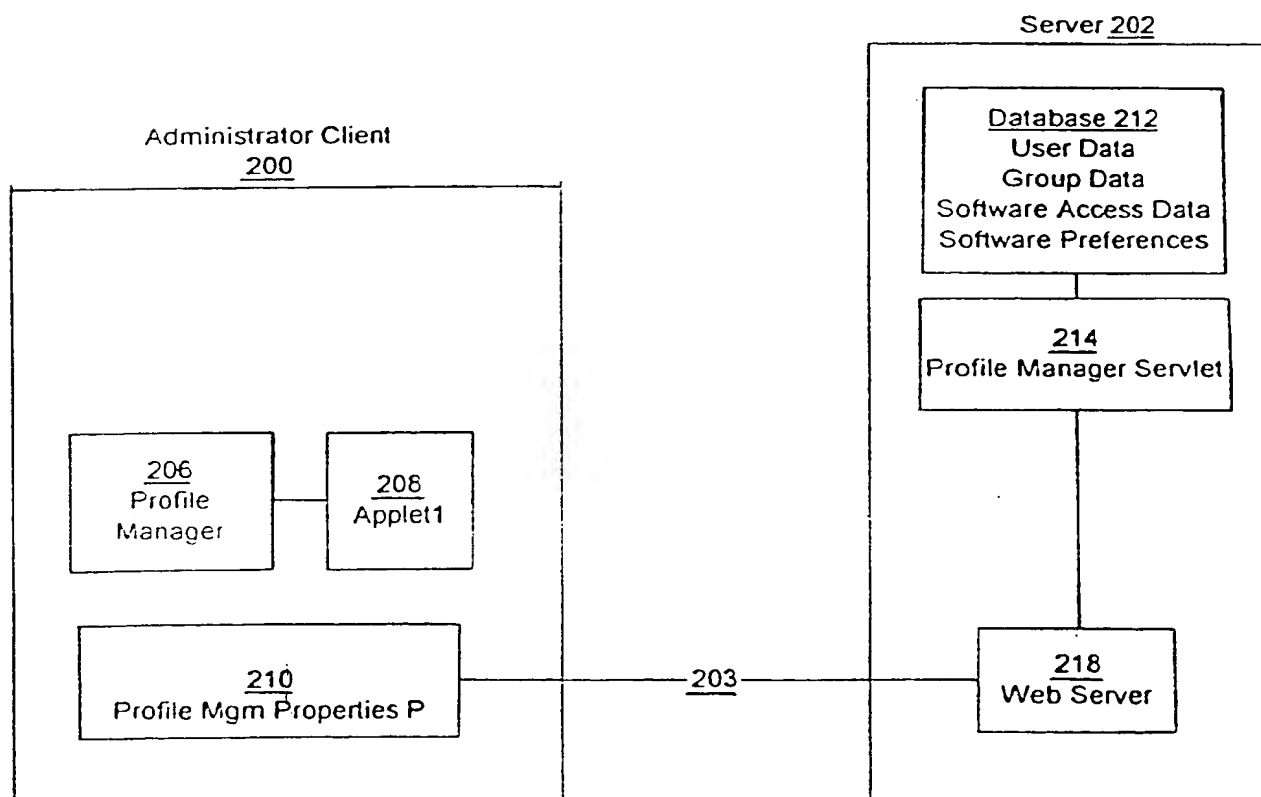 Server 202
Database 212
User Data
Group Data
Software Access Data
Software Preferences
214
Profile Manager Servlet
Administrator Client
200
206
Profile
Manager
208
Applet1
210
Profile Mgm Properties P
203
218
Web Server